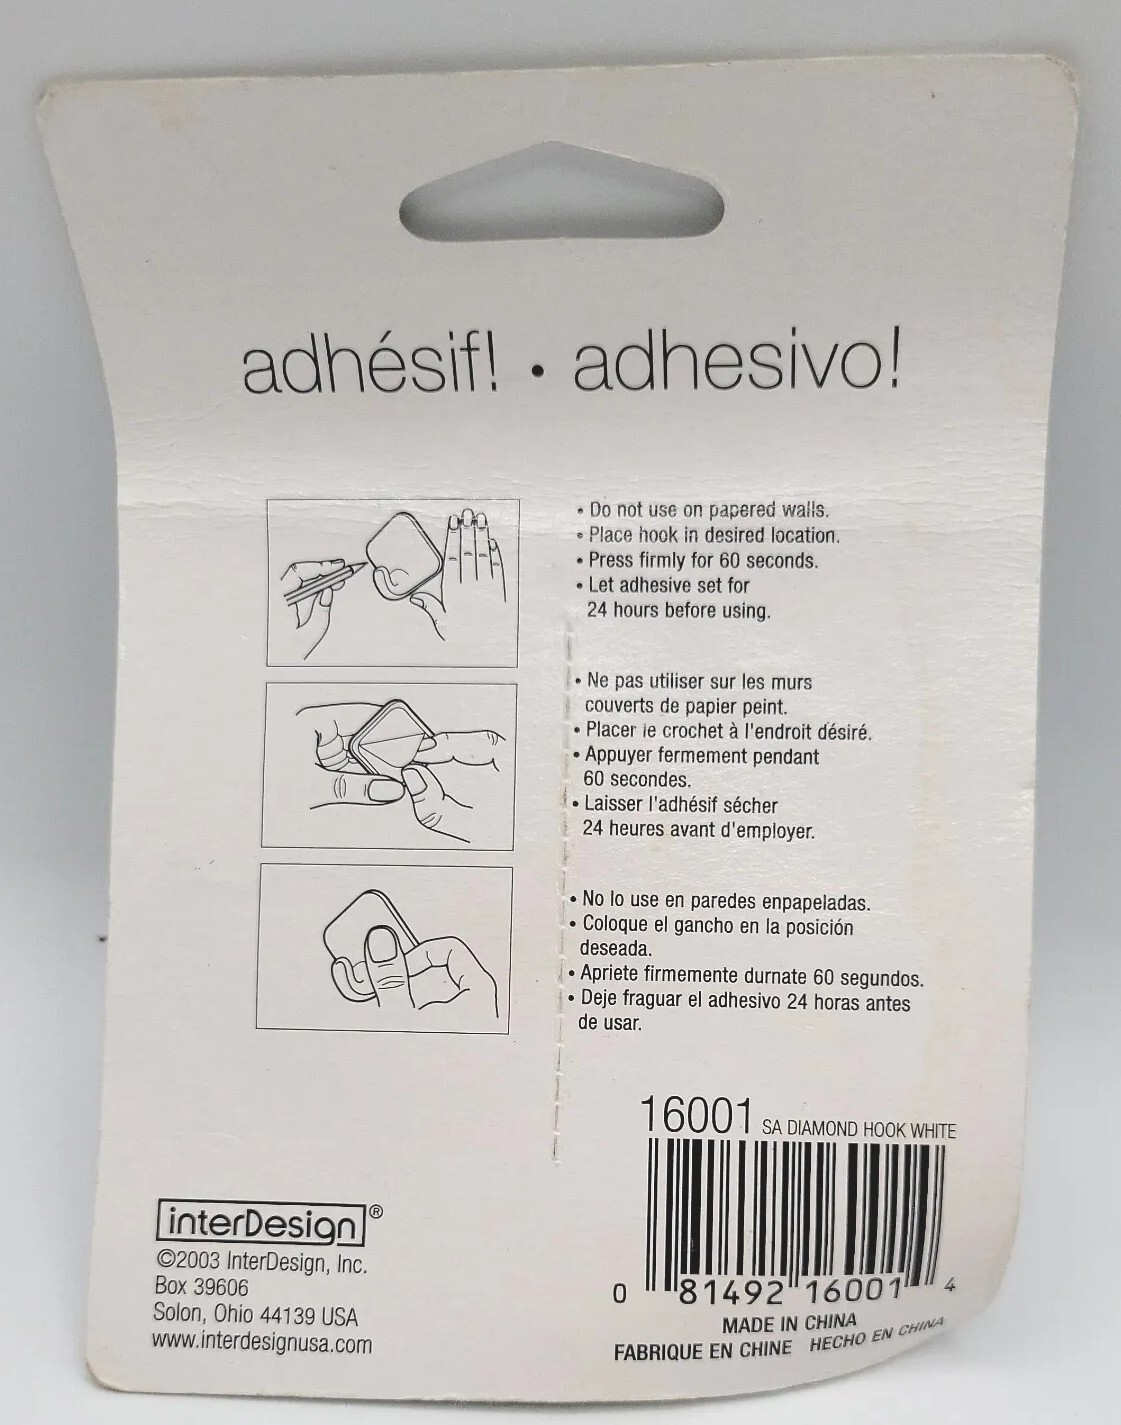 adhésif! • adhesivo!
• Do not use on papered walls.
• Place hook in desired location.
• Press firmly for 60 seconds.
• Let adhesive set for
24 hours before using.
• Ne pas utiliser sur les murs
couverts de papier peint.
• Placer le crochet à l'endroit désiré.
• Appuyer fermement pendant
60 secondes.
• Laisser l'adhésif sécher
24 heures avant d'employer.
• No lo use en paredes enpapeladas.
• Coloque el gancho en la posición
deseada.
• Apriete firmemente durnate 60 segundos.
• Deje fraguar el adhesivo 24 horas antes
de usar.
16001 SA DIAMOND HOOK WHITE
0 81492 16001 4
MADE IN CHINA
FABRIQUE EN CHINE HECHO EN CHINA
interDesign®
©2003 InterDesign, Inc.
Box 39606
Solon, Ohio 44139 USA
www.interdesignusa.com